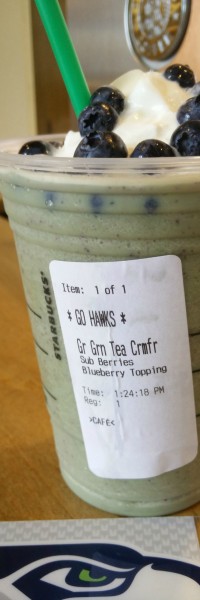 STARBUCKS
Item: 1 of 1
* GO HAWKS *
Gr Grn Tea Crmfr
Sub Berries
Blueberry Topping
Time: 1:24:18 PM
Reg: 1
>CAFE<